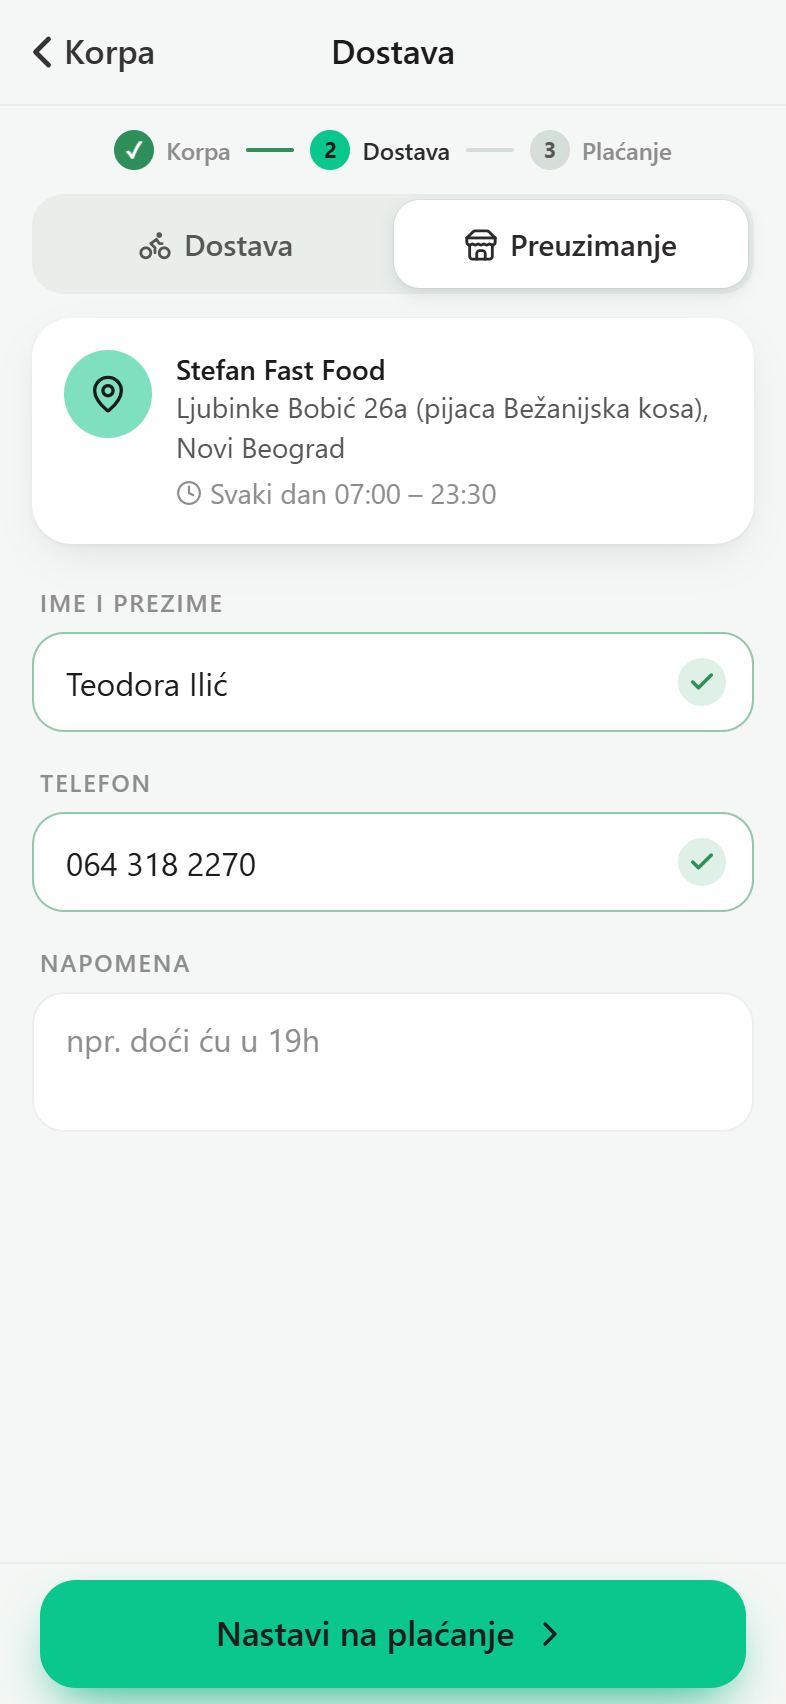 Korpa
Dostava
Korpa
2 Dostava
3 Plaćanje
Dostava
Preuzimanje
Stefan Fast Food
Ljubinke Bobić 26a (pijaca Bežanijska kosa),
Novi Beograd
Svaki dan 07:00 – 23:30
IME I PREZIME
Teodora Ilić
TELEFON
064 318 2270
NAPOMENA
npr. doći ću u 19h
Nastavi na plaćanje